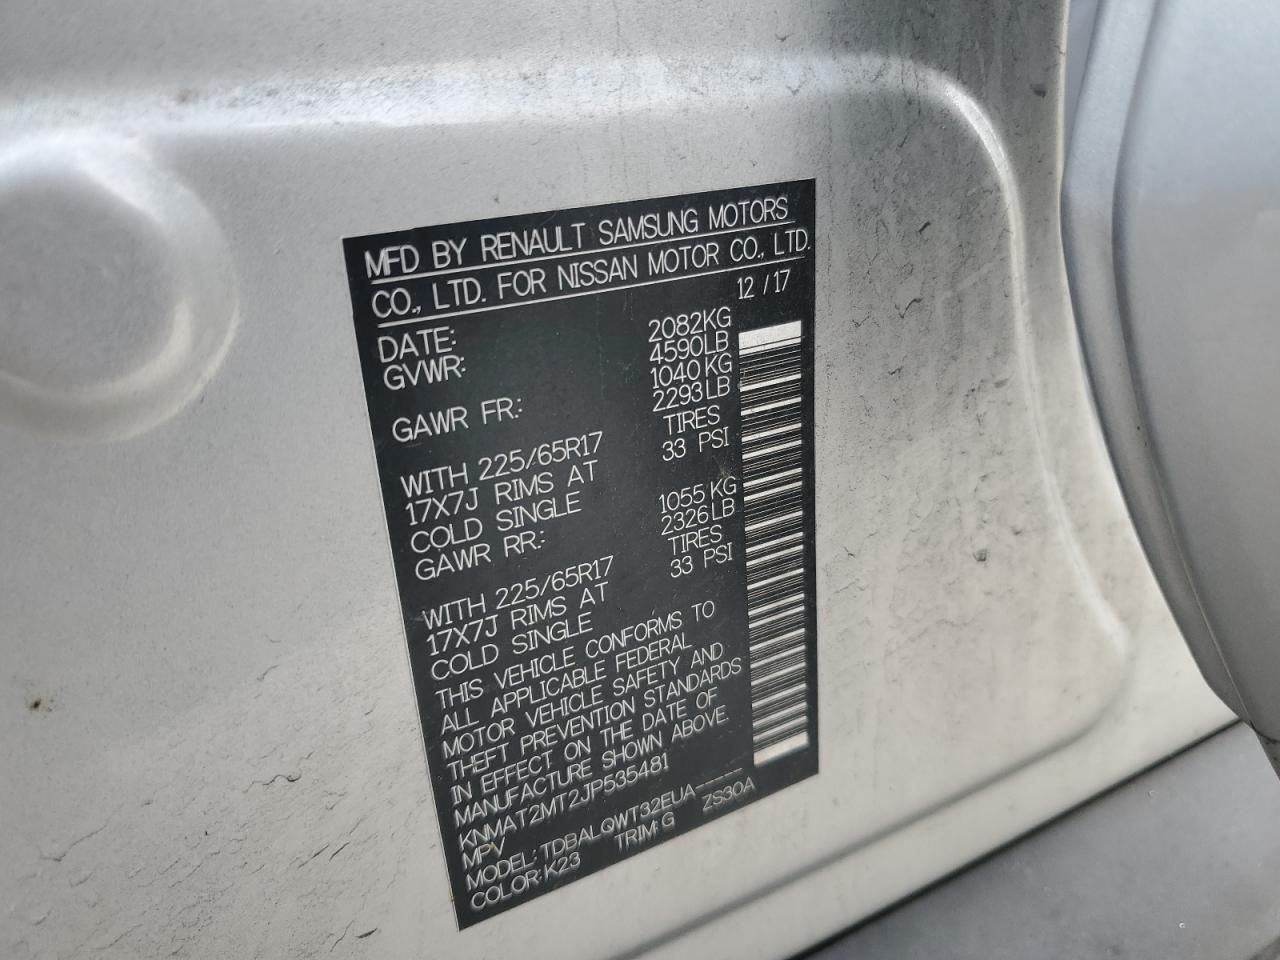 MFD BY RENAULT SAMSUNG MOTORS
CO., LTD. FOR NISSAN MOTOR CO., LTD.
DATE: 12 / 17
GVWR: 2082KG
4590LB
GAWR FR: 1040KG
2293LB
WITH 225/65R17 TIRES
17X7J RIMS AT 33 PSI
COLD SINGLE
GAWR RR: 1055KG
2326LB
WITH 225/65R17 TIRES
17X7J RIMS AT 33 PSI
COLD SINGLE
THIS VEHICLE CONFORMS TO
ALL APPLICABLE FEDERAL
MOTOR VEHICLE SAFETY AND
THEFT PREVENTION STANDARDS
IN EFFECT ON THE DATE OF
MANUFACTURE SHOWN ABOVE.
KNMAT2MT2JP535481
MPV
MODEL: TDBALQWT32EUA-----
COLOR: K23 TRIM: G ZS30A